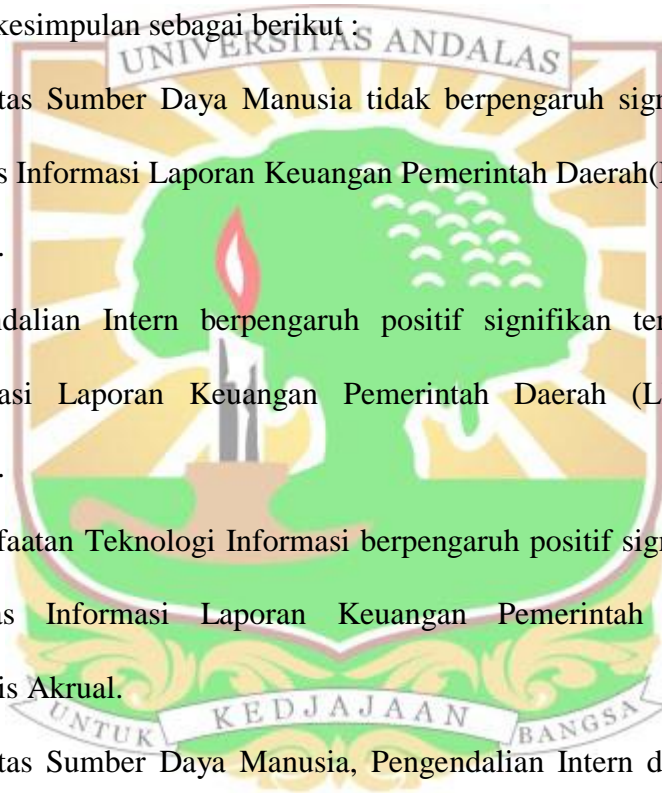 kesimpulan sebagai berikut :
UNIVERSITAS ANDALAS
tas Sumber Daya Manusia tidak berpengaruh sign
s Informasi Laporan Keuangan Pemerintah Daerah(
.
ndalian Intern berpengaruh positif signifikan ter
asi Laporan Keuangan Pemerintah Daerah (L
.
faatan Teknologi Informasi berpengaruh positif sign
as Informasi Laporan Keuangan Pemerintah
is Akrual.
UNTUK KEDJAJAAN BANGSA
tas Sumber Daya Manusia, Pengendalian Intern d